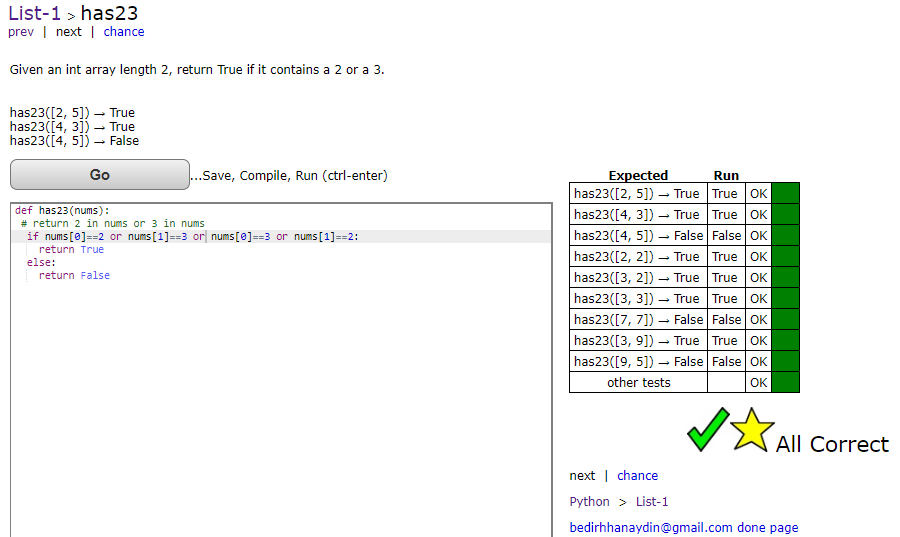 List-1 > has23
prev | next | chance
Given an int array length 2, return True if it contains a 2 or a 3.
has23([2, 5]) → True
has23([4, 3]) → True
has23([4, 5]) → False
Go ...Save, Compile, Run (ctrl-enter)
def has23(nums):
# return 2 in nums or 3 in nums
if nums[0]==2 or nums[1]==3 or nums[0]==3 or nums[1]==2:
return True
else:
return False
Expected Run
has23([2, 5]) → True True OK
has23([4, 3]) → True True OK
has23([4, 5]) → False False OK
has23([2, 2]) → True True OK
has23([3, 2]) → True True OK
has23([3, 3]) → True True OK
has23([7, 7]) → False False OK
has23([3, 9]) → True True OK
has23([9, 5]) → False False OK
other tests OK
All Correct
next | chance
Python > List-1
bedirhhanaydin@gmail.com done page